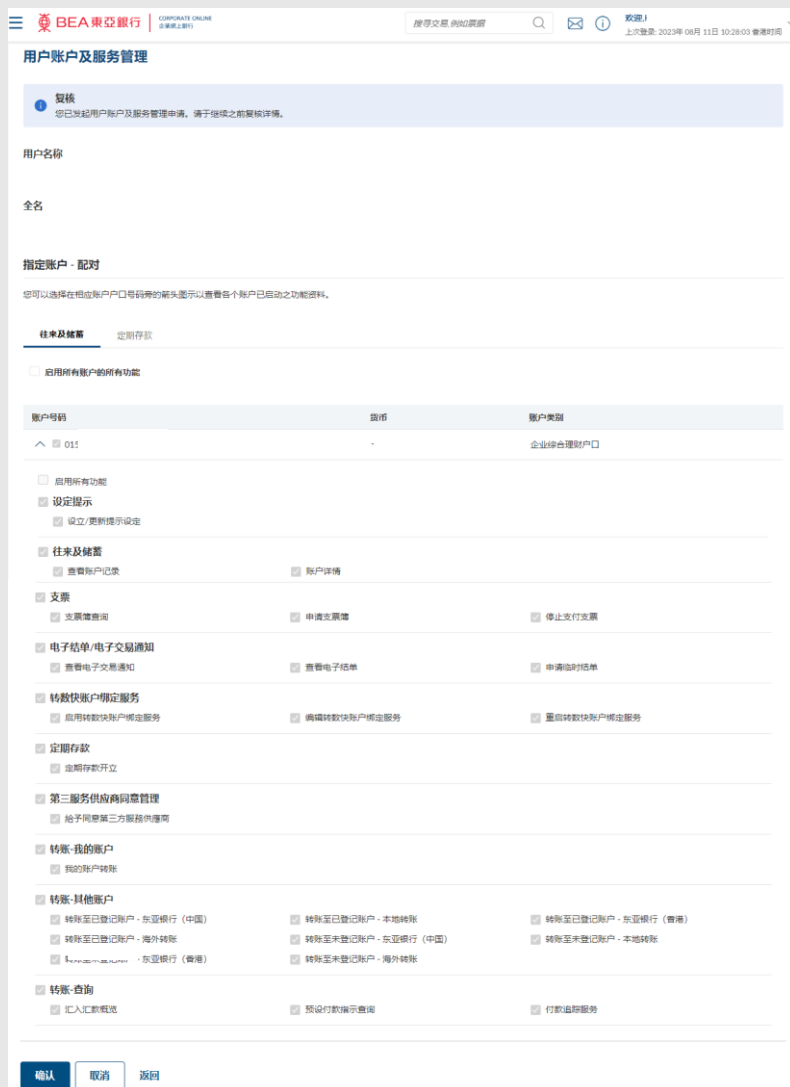 BEA東亞銀行 CORPORATE ONLINE
企業網上銀行
搜寻交易,例如票据
欢迎,
上次登录: 2023年 08月 11日 10:28:03 香港时间
用户账户及服务管理
复核
您已发起用户账户及服务管理申请。请于继续之前复核详情。
用户名称
全名
指定账户 - 配对
您可以选择在相应账户户口号码旁的箭头图示以查看各个账户已启动之功能资料。
往来及储蓄 定期存款
启用所有账户的所有功能
账户号码 货币 账户类别
015 - 企业综合理财户口
启用所有功能
设定提示
设立/更新提示设定
往来及储蓄
查看账户记录 账户详情
支票
支票簿查询 申请支票簿 停止支付支票
电子结单/电子交易通知
查看电子交易通知 查看电子结单 申请临时结单
转数快账户绑定服务
启用转数快账户绑定服务 编辑转数快账户绑定服务 重启转数快账户绑定服务
定期存款
定期存款开立
第三服务供应商同意管理
给予同意第三方服務供應商
转账-我的账户
我的账户转账
转账-其他账户
转账至已登记账户 - 东亚银行（中国） 转账至已登记账户 - 本地转账 转账至已登记账户 - 东亚银行（香港）
转账至已登记账户 - 海外转账 转账至未登记账户 - 东亚银行（中国） 转账至未登记账户 - 本地转账
- 东亚银行（香港） 转账至未登记账户 - 海外转账
转账-查询
汇入汇款概览 预设付款指示查询 付款追踪服务
确认 取消 返回